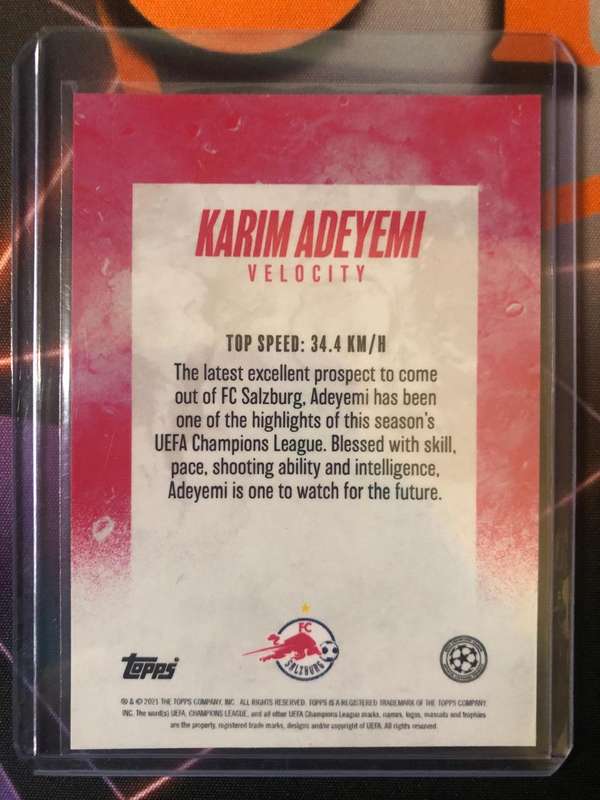 KARIM ADEYEMI
VELOCITY
TOP SPEED: 34.4 KM/H
The latest excellent prospect to come
out of FC Salzburg, Adeyemi has been
one of the highlights of this season's
UEFA Champions League. Blessed with skill,
pace, shooting ability and intelligence,
Adeyemi is one to watch for the future.
FC
SALZBURG
topps
® & © 2021 THE TOPPS COMPANY, INC. ALL RIGHTS RESERVED. TOPPS IS A REGISTERED TRADEMARK OF THE TOPPS COMPANY,
INC. The word(s) UEFA, CHAMPIONS LEAGUE, and all other UEFA Champions League marks, names, logos, mascots and trophies
are the property, registered trade marks, designs and/or copyright of UEFA. All rights reserved.